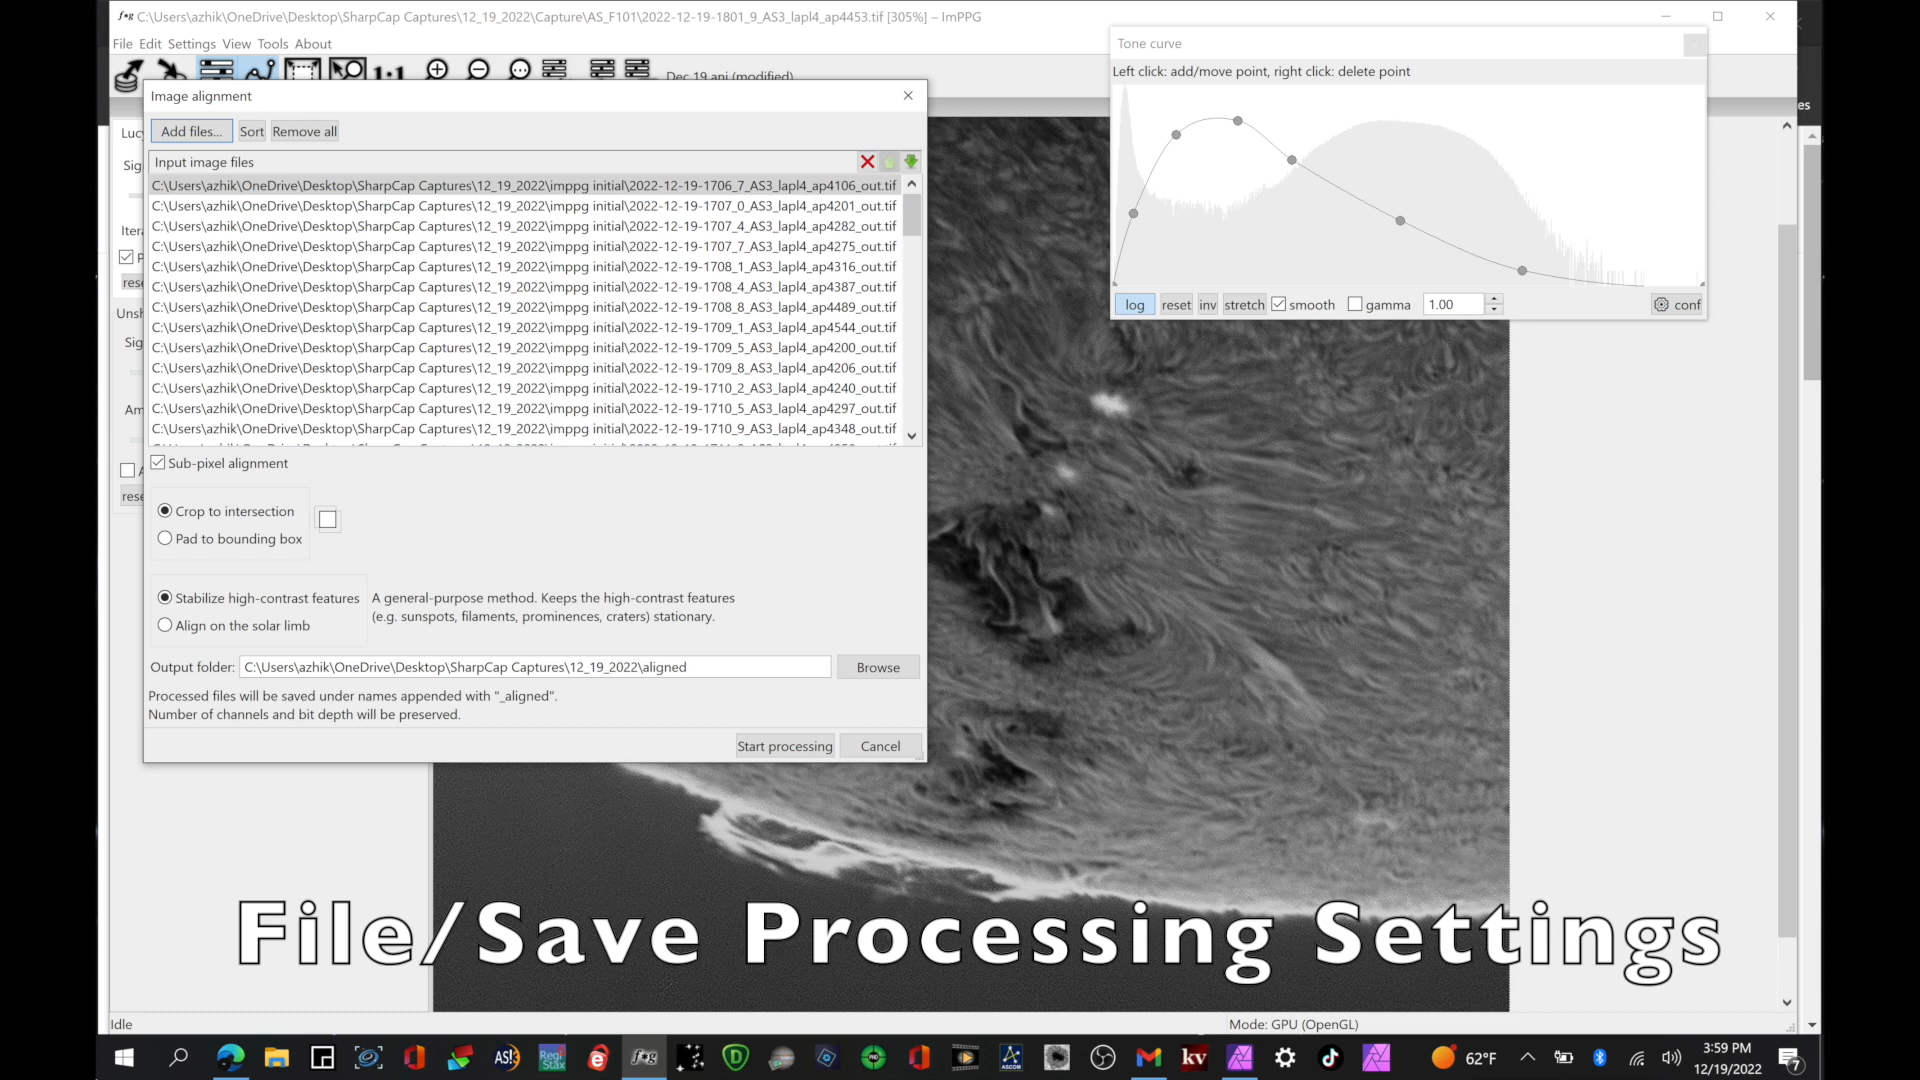 C:\Users\azhik\OneDrive\Desktop\SharpCap Captures\12_19_2022\Capture\AS_F101\2022-12-19-1801_9_AS3_lapl4_ap4453.tif [305%] – ImPPG
File Edit Settings View Tools About
1:1
Dec 19 ani (modified)
Tone curve
Left click: add/move point, right click: delete point
log reset inv stretch smooth gamma 1.00 conf
Image alignment
Add files... Sort Remove all
Input image files
C:\Users\azhik\OneDrive\Desktop\SharpCap Captures\12_19_2022\imppg initial\2022-12-19-1706_7_AS3_lapl4_ap4106_out.tif
C:\Users\azhik\OneDrive\Desktop\SharpCap Captures\12_19_2022\imppg initial\2022-12-19-1707_0_AS3_lapl4_ap4201_out.tif
C:\Users\azhik\OneDrive\Desktop\SharpCap Captures\12_19_2022\imppg initial\2022-12-19-1707_4_AS3_lapl4_ap4282_out.tif
C:\Users\azhik\OneDrive\Desktop\SharpCap Captures\12_19_2022\imppg initial\2022-12-19-1707_7_AS3_lapl4_ap4275_out.tif
C:\Users\azhik\OneDrive\Desktop\SharpCap Captures\12_19_2022\imppg initial\2022-12-19-1708_1_AS3_lapl4_ap4316_out.tif
C:\Users\azhik\OneDrive\Desktop\SharpCap Captures\12_19_2022\imppg initial\2022-12-19-1708_4_AS3_lapl4_ap4387_out.tif
C:\Users\azhik\OneDrive\Desktop\SharpCap Captures\12_19_2022\imppg initial\2022-12-19-1708_8_AS3_lapl4_ap4489_out.tif
C:\Users\azhik\OneDrive\Desktop\SharpCap Captures\12_19_2022\imppg initial\2022-12-19-1709_1_AS3_lapl4_ap4544_out.tif
C:\Users\azhik\OneDrive\Desktop\SharpCap Captures\12_19_2022\imppg initial\2022-12-19-1709_5_AS3_lapl4_ap4200_out.tif
C:\Users\azhik\OneDrive\Desktop\SharpCap Captures\12_19_2022\imppg initial\2022-12-19-1709_8_AS3_lapl4_ap4206_out.tif
C:\Users\azhik\OneDrive\Desktop\SharpCap Captures\12_19_2022\imppg initial\2022-12-19-1710_2_AS3_lapl4_ap4240_out.tif
C:\Users\azhik\OneDrive\Desktop\SharpCap Captures\12_19_2022\imppg initial\2022-12-19-1710_5_AS3_lapl4_ap4297_out.tif
C:\Users\azhik\OneDrive\Desktop\SharpCap Captures\12_19_2022\imppg initial\2022-12-19-1710_9_AS3_lapl4_ap4348_out.tif
Sub-pixel alignment
Crop to intersection
Pad to bounding box
Stabilize high-contrast features
Align on the solar limb
A general-purpose method. Keeps the high-contrast features
(e.g. sunspots, filaments, prominences, craters) stationary.
Output folder: C:\Users\azhik\OneDrive\Desktop\SharpCap Captures\12_19_2022\aligned Browse
Processed files will be saved under names appended with "_aligned".
Number of channels and bit depth will be preserved.
Start processing Cancel
File/Save Processing Settings
Idle
Mode: GPU (OpenGL)
62°F
3:59 PM
12/19/2022
7